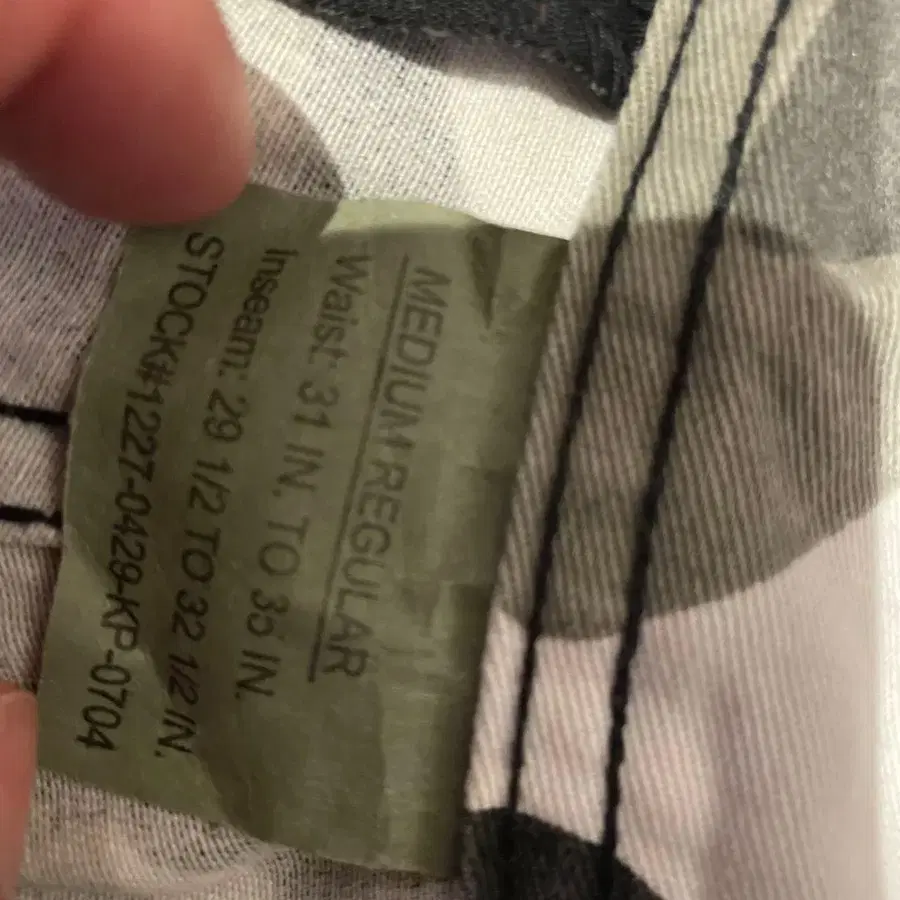 MEDIUM REGULAR
Waist: 31 IN. TO 35 IN.
Inseam: 29 1/2 TO 32 1/2 IN.
STOCK#1227-0429-KP-0704